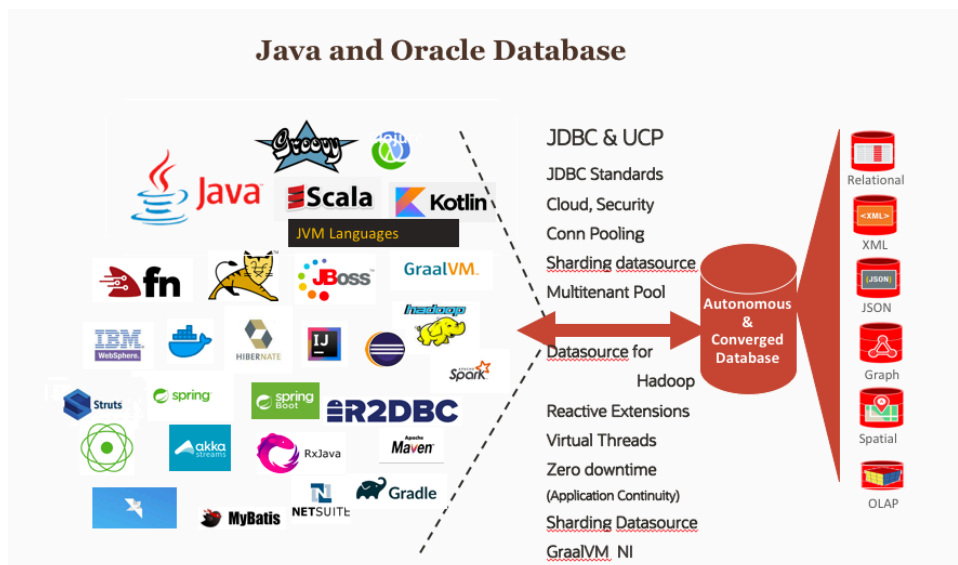 Java and Oracle Database
Groovy
Java
Scala
Kotlin
JVM Languages
fn
JBoss
GraalVM
hadoop
IBM
WebSphere.
HIBERNATE
IJ
APACHE
Spark
Struts
spring
spring
Boot
R2DBC
akka
streams
RxJava
Apache
Maven
MyBatis
N
NETSUITE
Gradle
JDBC & UCP
JDBC Standards
Cloud, Security
Conn Pooling
Sharding datasource
Multitenant Pool
Datasource for
Hadoop
Reactive Extensions
Virtual Threads
Zero downtime
(Application Continuity)
Sharding Datasource
GraalVM NI
Autonomous
&
Converged
Database
Relational
<XML>
XML
{JSON}
JSON
Graph
Spatial
OLAP